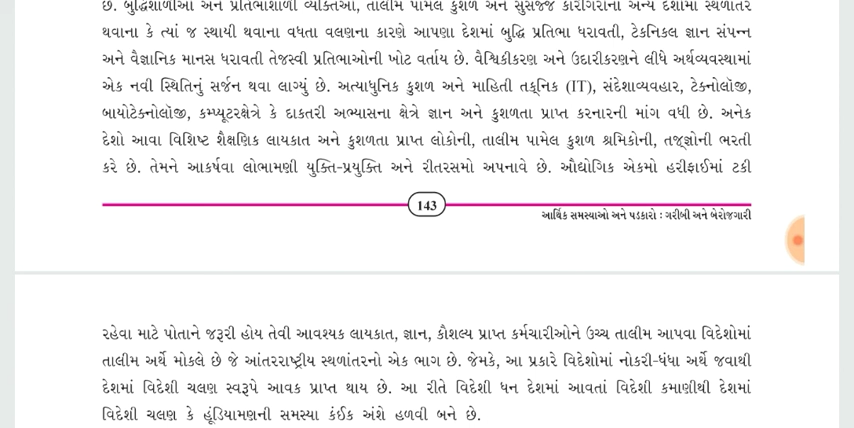 છે. બુદ્ધિશાળીઓ અને પ્રતિભાશાળી વ્યક્તિઓ, તાલીમ પામેલ કુશળ અને સુસજ્જ કારીગરોના અન્ય દેશોમાં સ્થળાંતર
થવાના કે ત્યાં જ સ્થાયી થવાના વધતા વલણના કારણે આપણા દેશમાં બુદ્ધિ પ્રતિભા ધરાવતી, ટેકનિકલ જ્ઞાન સંપન્ન
અને વૈજ્ઞાનિક માનસ ધરાવતી તેજસ્વી પ્રતિભાઓની ખોટ વર્તાય છે. વૈશ્વિકીકરણ અને ઉદારીકરણને લીધે અર્થવ્યવસ્થામાં
એક નવી સ્થિતિનું સર્જન થવા લાગ્યું છે. અત્યાધુનિક કુશળ અને માહિતી તક્નિક (IT), સંદેશાવ્યવહાર, ટેક્નોલૉજી,
બાયોટેક્નોલૉજી, કમ્પ્યૂટરક્ષેત્રે કે દાકતરી અભ્યાસના ક્ષેત્રે જ્ઞાન અને કુશળતા પ્રાપ્ત કરનારની માંગ વધી છે. અનેક
દેશો આવા વિશિષ્ટ શૈક્ષણિક લાયકાત અને કુશળતા પ્રાપ્ત લોકોની, તાલીમ પામેલ કુશળ શ્રમિકોની, તજ્જ્ઞોની ભરતી
કરે છે. તેમને આકર્ષવા લોભામણી યુક્તિ-પ્રયુક્તિ અને રીતરસમો અપનાવે છે. ઔદ્યોગિક એકમો હરીફાઈમાં ટકી
143
આર્થિક સમસ્યાઓ અને પડકારો : ગરીબી અને બેરોજગારી
રહેવા માટે પોતાને જરૂરી હોય તેવી આવશ્યક લાયકાત, જ્ઞાન, કૌશલ્ય પ્રાપ્ત કર્મચારીઓને ઉચ્ચ તાલીમ આપવા વિદેશોમાં
તાલીમ અર્થે મોકલે છે જે આંતરરાષ્ટ્રીય સ્થળાંતરનો એક ભાગ છે. જેમકે, આ પ્રકારે વિદેશોમાં નોકરી-ધંધા અર્થે જવાથી
દેશમાં વિદેશી ચલણ સ્વરૂપે આવક પ્રાપ્ત થાય છે. આ રીતે વિદેશી ધન દેશમાં આવતાં વિદેશી કમાણીથી દેશમાં
વિદેશી ચલણ કે હૂંડિયામણની સમસ્યા કંઈક અંશે હળવી બને છે.